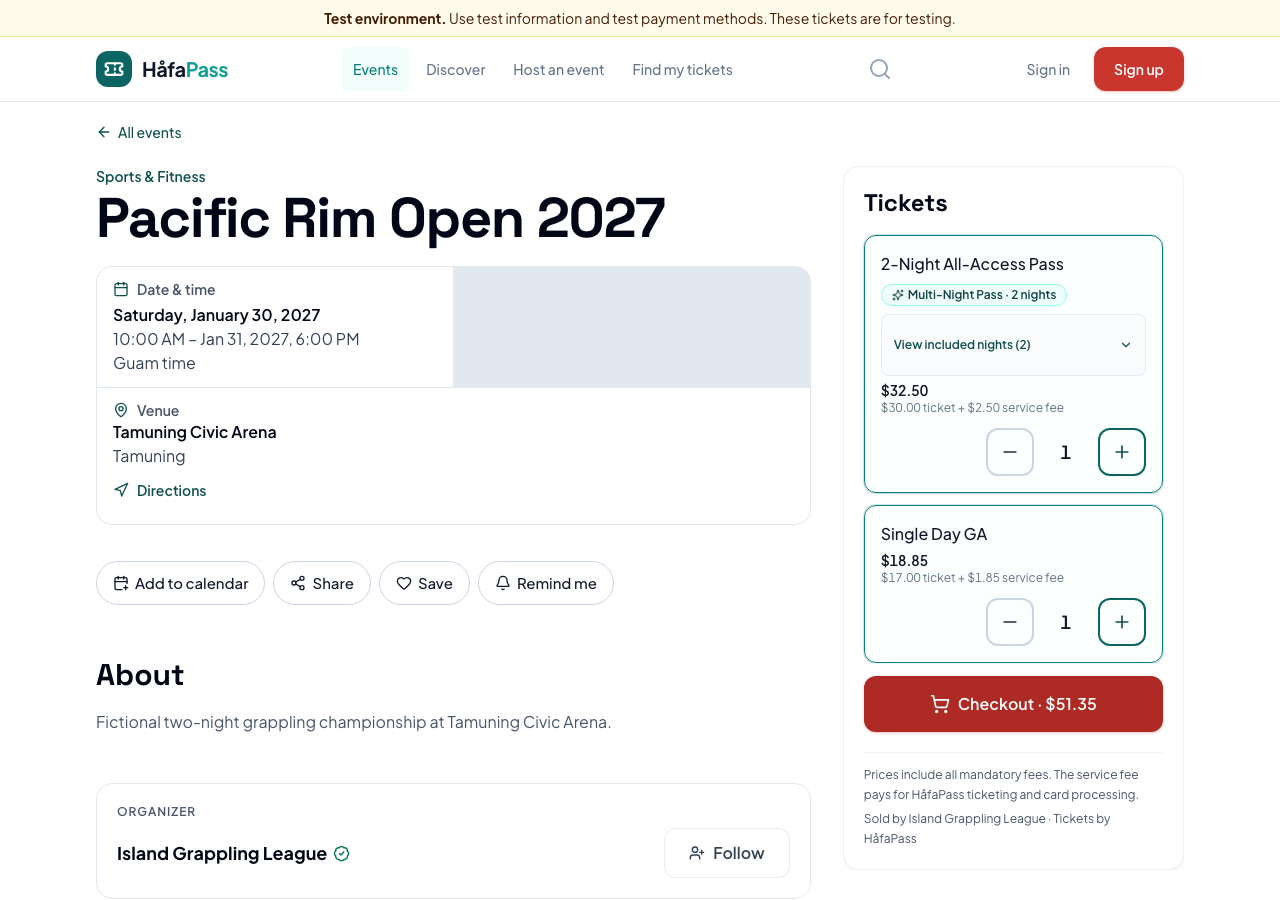 Test environment. Use test information and test payment methods. These tickets are for testing.
HåfaPass
Events
Discover
Host an event
Find my tickets
Sign in
Sign up
All events
Sports & Fitness
Pacific Rim Open 2027
Date & time
Saturday, January 30, 2027
10:00 AM – Jan 31, 2027, 6:00 PM
Guam time
Venue
Tamuning Civic Arena
Tamuning
Directions
Add to calendar
Share
Save
Remind me
About
Fictional two-night grappling championship at Tamuning Civic Arena.
ORGANIZER
Island Grappling League
Follow
Tickets
2-Night All-Access Pass
Multi-Night Pass · 2 nights
View included nights (2)
$32.50
$30.00 ticket + $2.50 service fee
1
Single Day GA
$18.85
$17.00 ticket + $1.85 service fee
1
Checkout · $51.35
Prices include all mandatory fees. The service fee
pays for HåfaPass ticketing and card processing.
Sold by Island Grappling League · Tickets by
HåfaPass